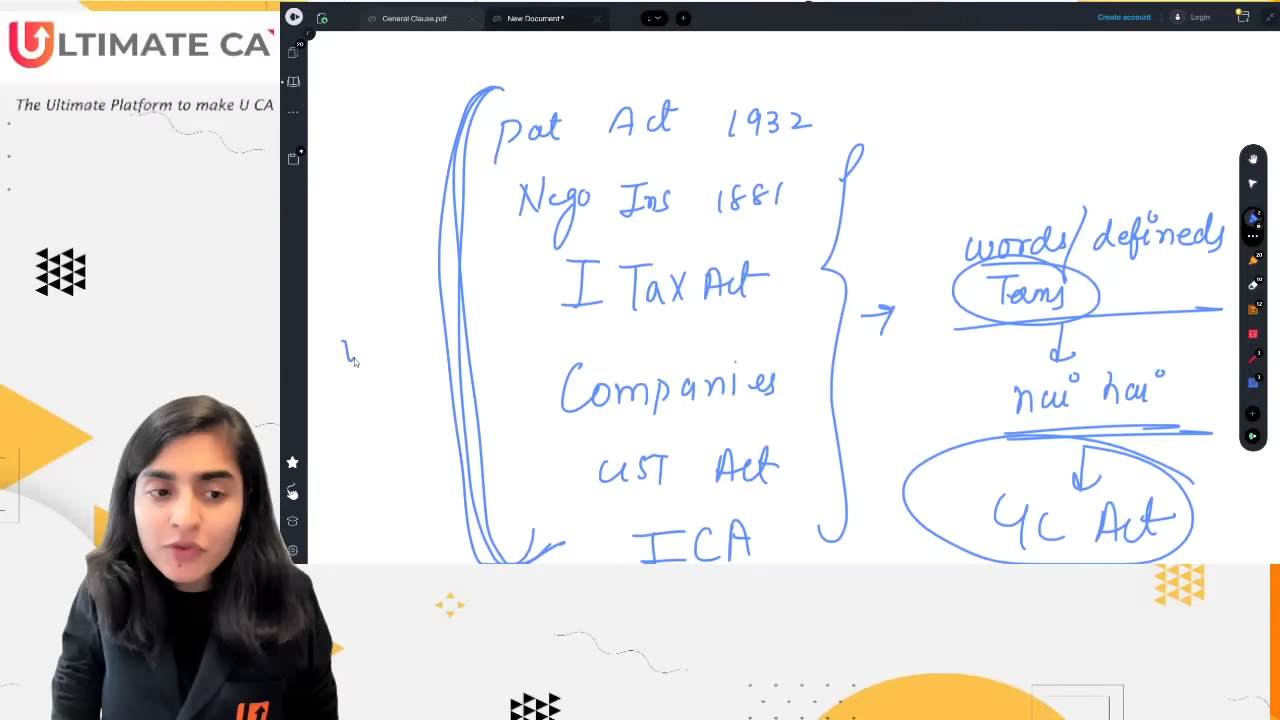 ULTIMATE CA
The Ultimate Platform to make U CA
General Clause.pdf
New Document*
Create account
Login
Pat Act 1932
Nego Ins 1881
I Tax Act
Companies
GST Act
ICA
words/ defineds
Terms
nai hai
GC Act